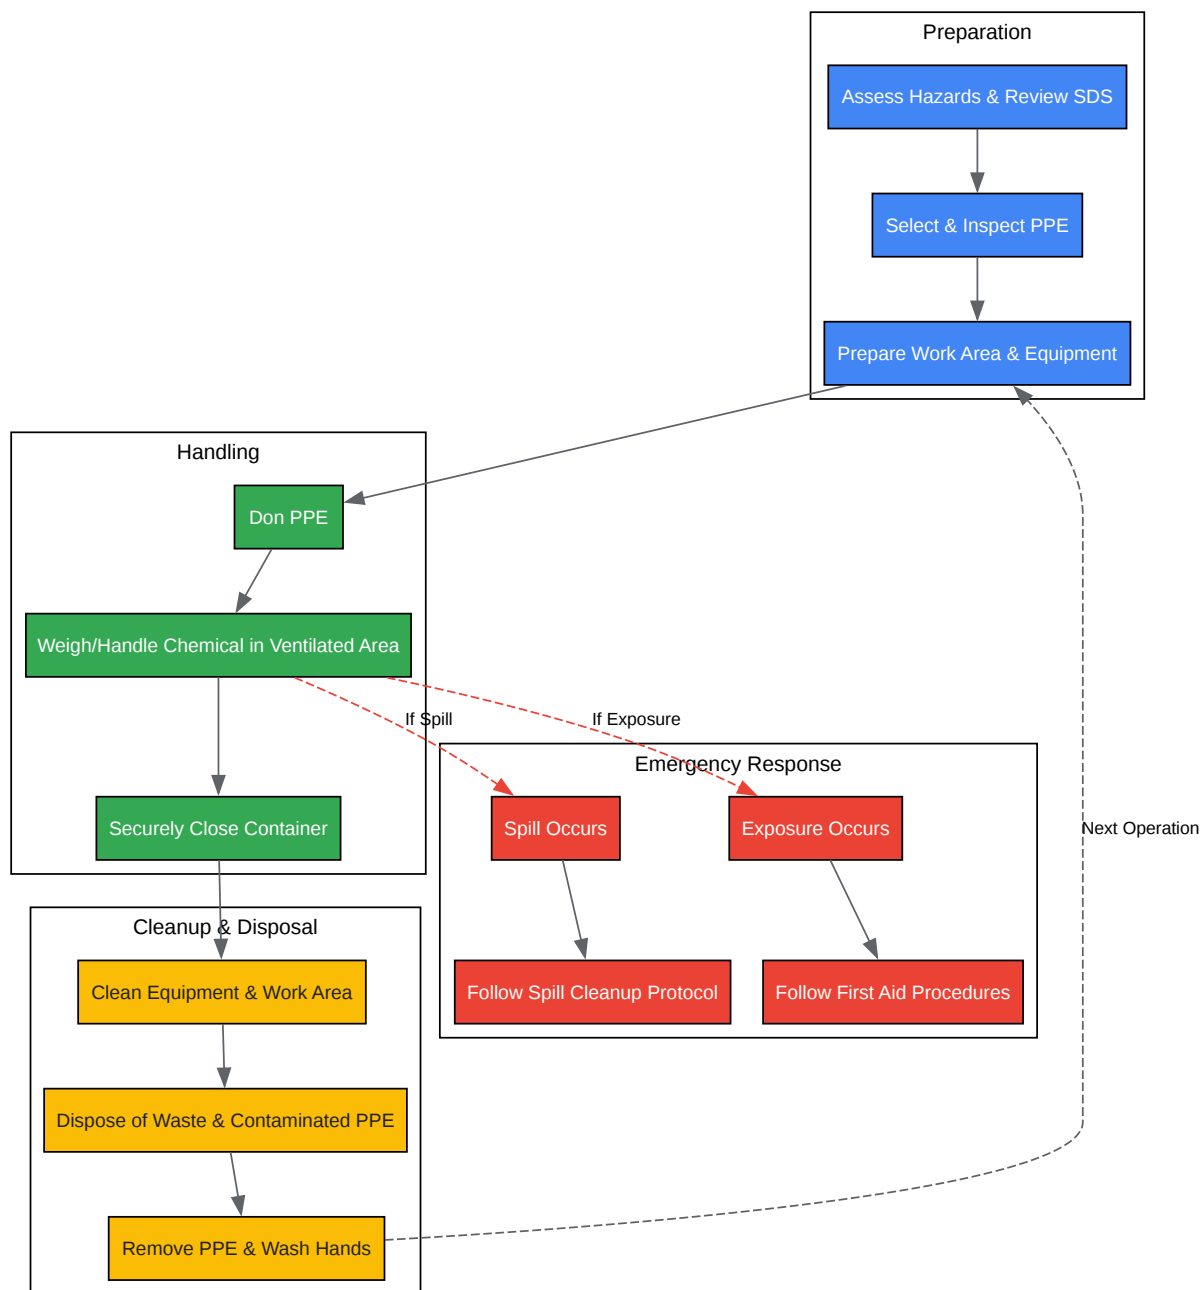 Preparation
Assess Hazards & Review SDS
Select & Inspect PPE
Prepare Work Area & Equipment
Handling
Don PPE
Weigh/Handle Chemical in Ventilated Area
If Spill
If Exposure
Emergency Response
Securely Close Container
Spill Occurs
Exposure Occurs
Next Operation
Cleanup & Disposal
Clean Equipment & Work Area
Follow Spill Cleanup Protocol
Follow First Aid Procedures
Dispose of Waste & Contaminated PPE
Remove PPE & Wash Hands